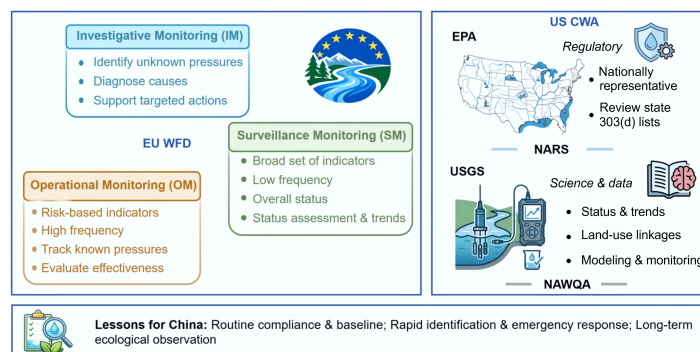 Investigative Monitoring (IM)
Identify unknown pressures
Diagnose causes
Support targeted actions
EU WFD
Surveillance Monitoring (SM)
Broad set of indicators
Low frequency
Overall status
Status assessment & trends
Operational Monitoring (OM)
Risk-based indicators
High frequency
Track known pressures
Evaluate effectiveness
US CWA
EPA
Regulatory
Nationally
representative
Review state
303(d) lists
NARS
USGS
Science & data
Status & trends
Land-use linkages
Modeling & monitoring
NAWQA
Lessons for China: Routine compliance & baseline; Rapid identification & emergency response; Long-term
ecological observation